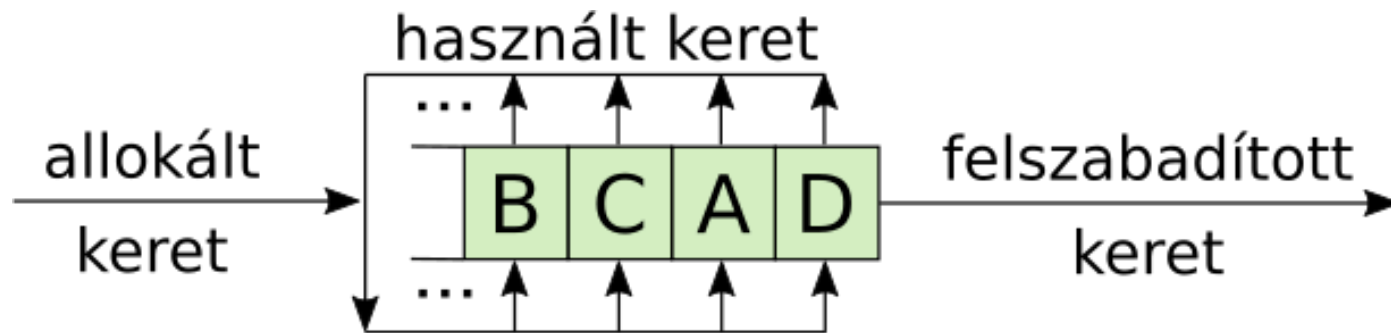 használt keret
...
allokált
keret
B C A D
felszabadított
keret
...